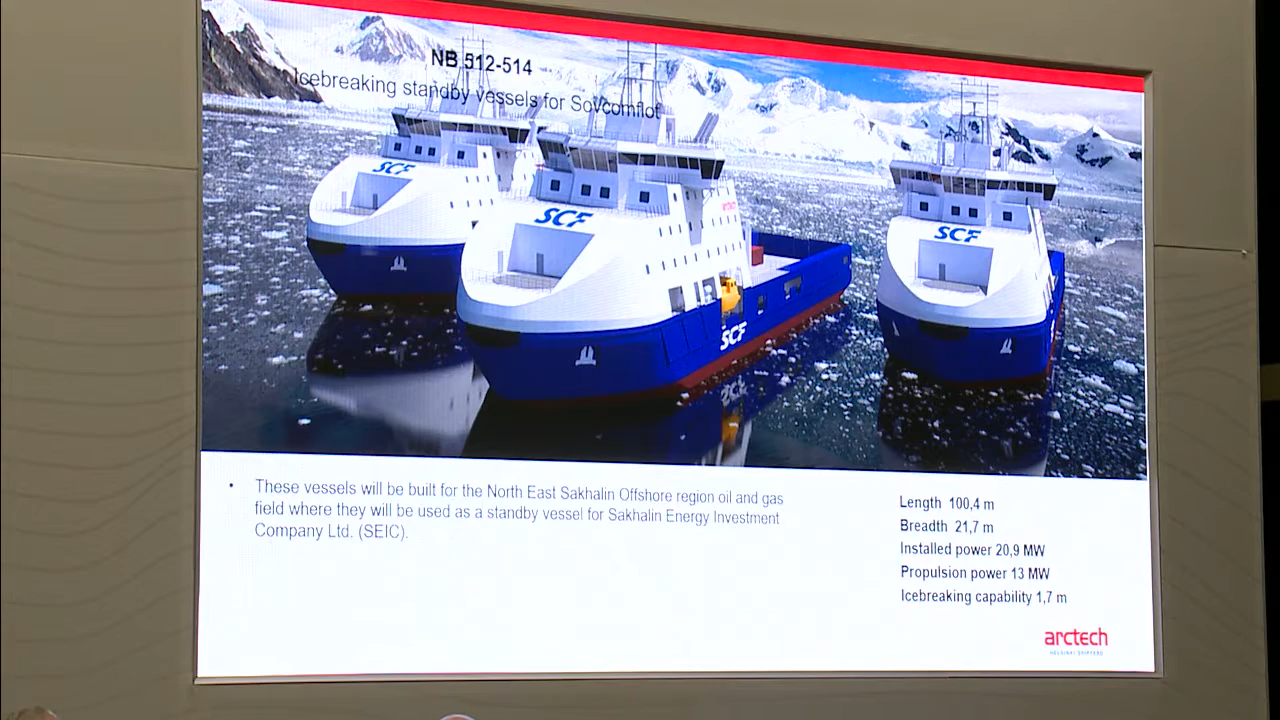 NB 512-514
Icebreaking standby vessels for Sovcomflot
SCF
SCF
SCF
arctech
SCF
• These vessels will be built for the North East Sakhalin Offshore region oil and gas
field where they will be used as a standby vessel for Sakhalin Energy Investment
Company Ltd. (SEIC).
Length 100,4 m
Breadth 21,7 m
Installed power 20,9 MW
Propulsion power 13 MW
Icebreaking capability 1,7 m
arctech
HELSINKI SHIPYARD